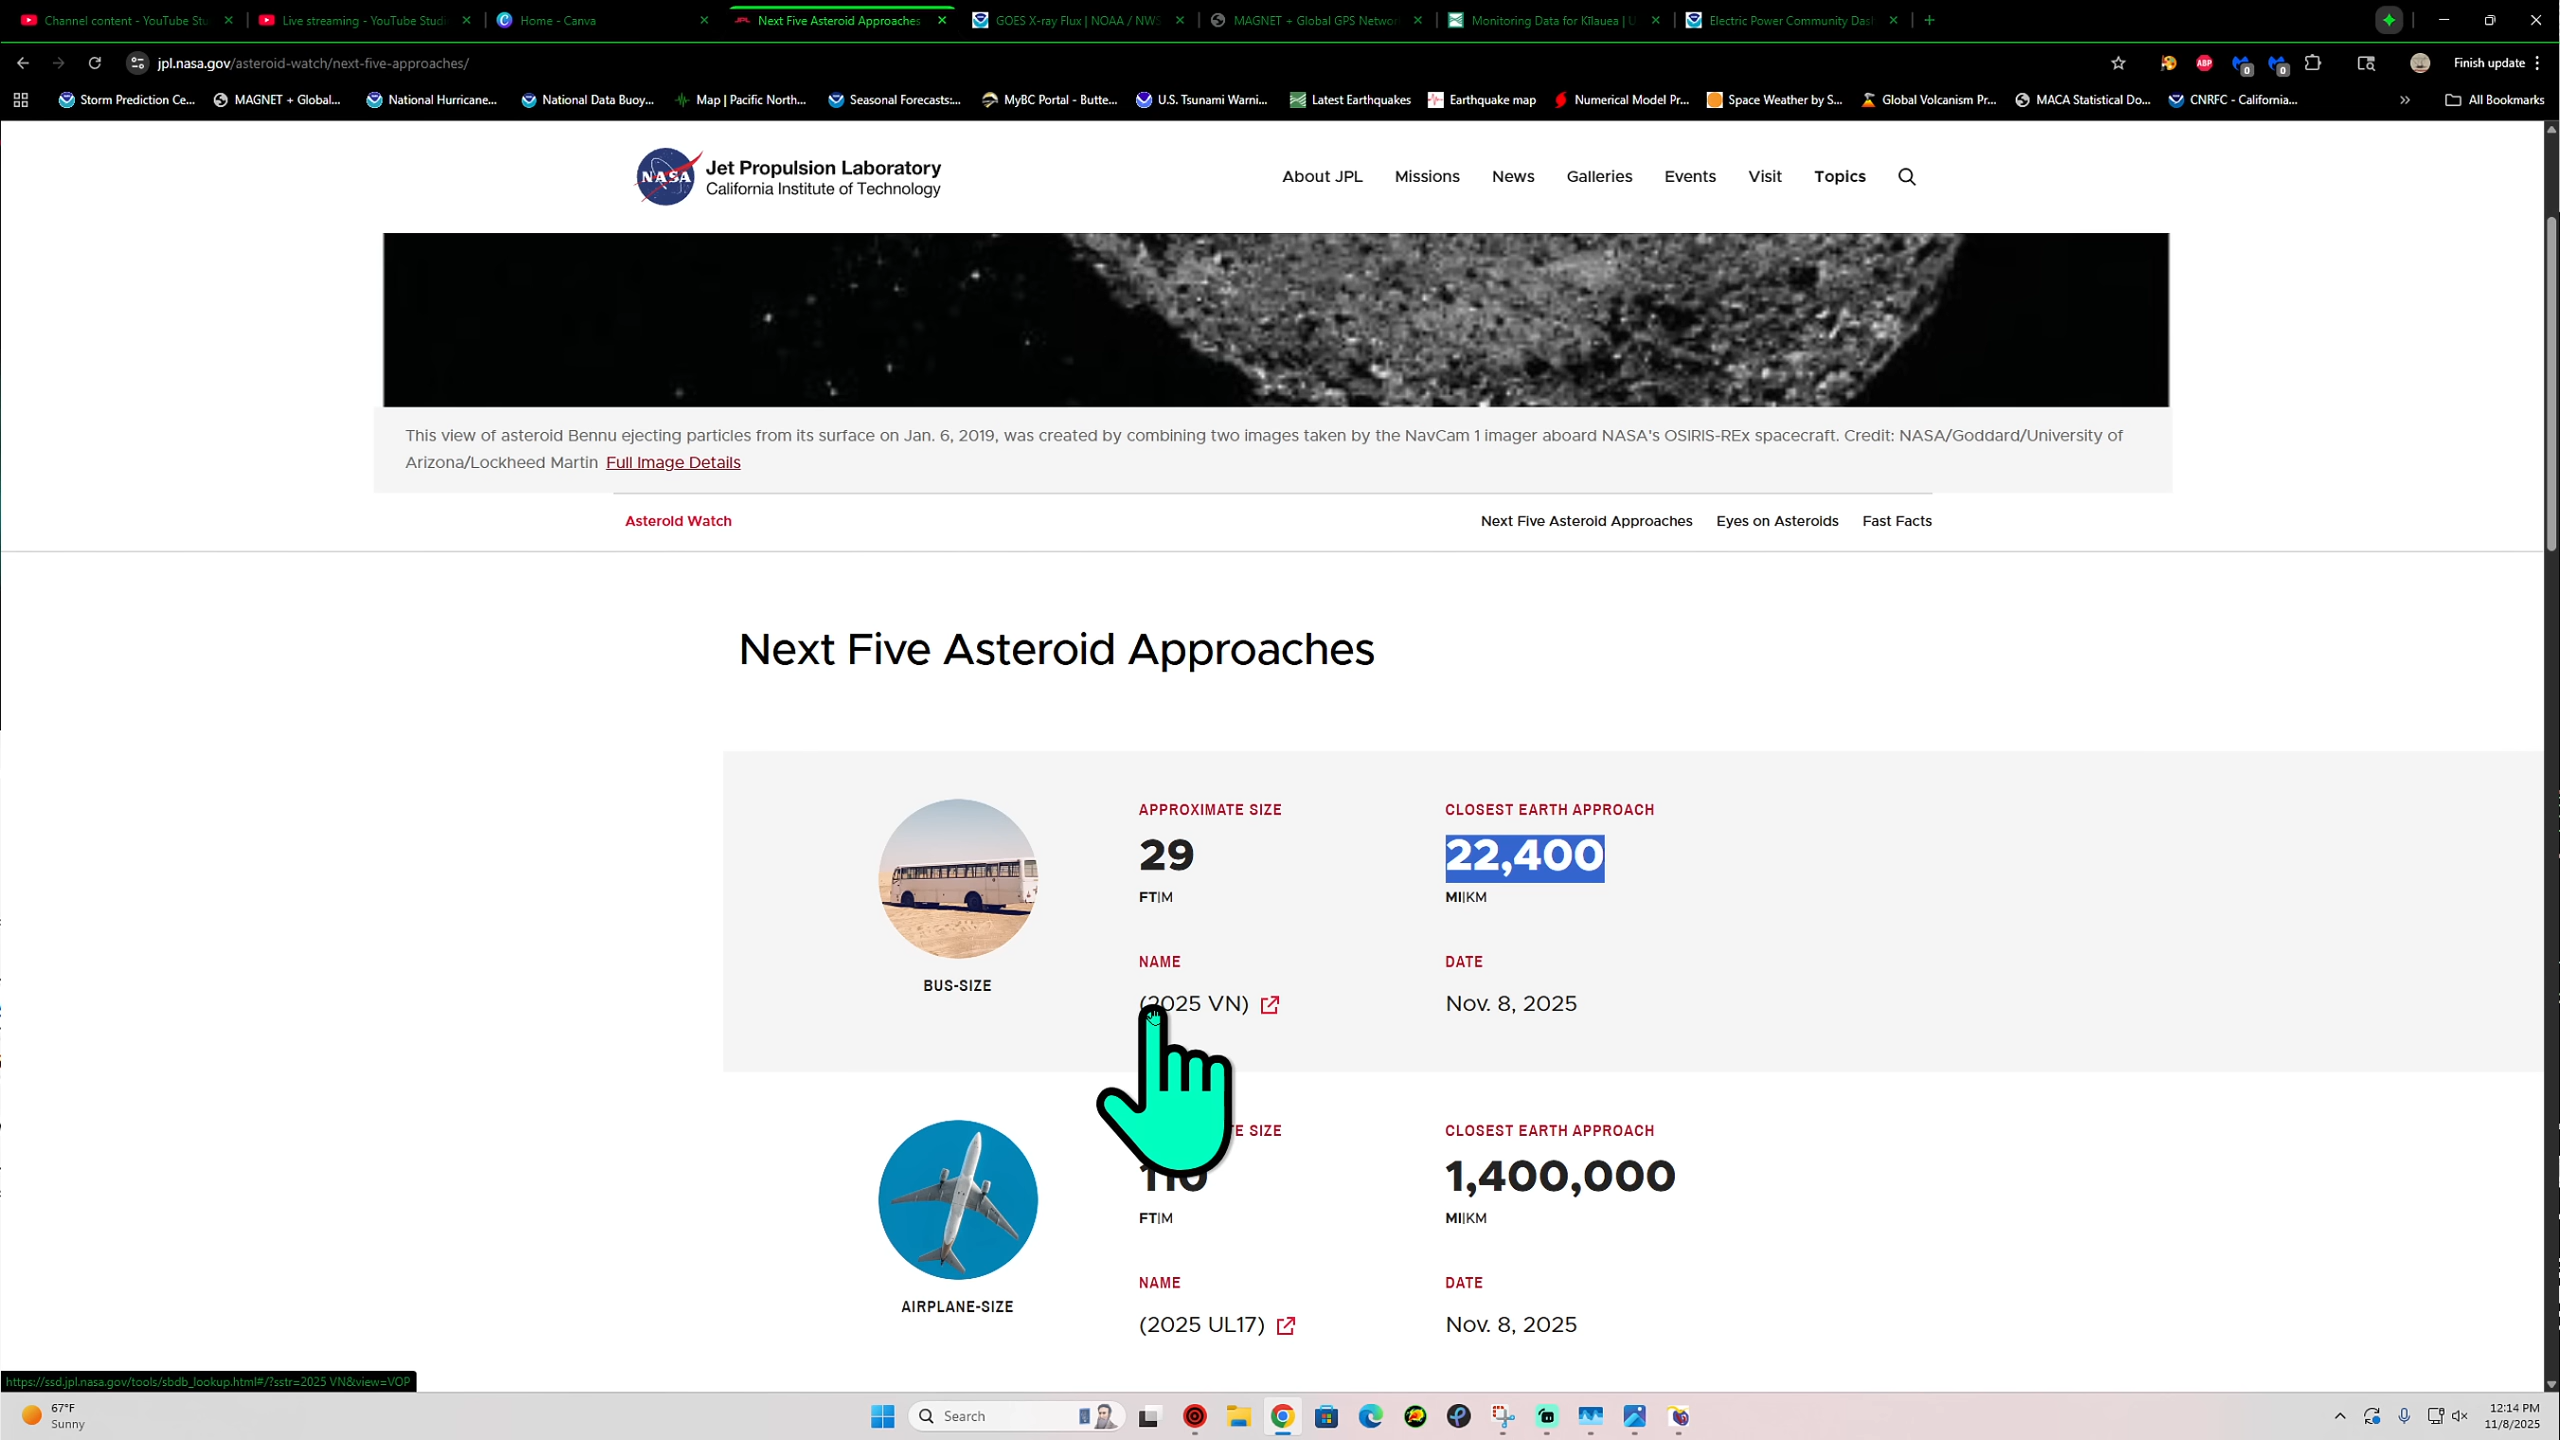 Channel content - YouTube Stu
Live streaming - YouTube Studi
Home - Canva
Next Five Asteroid Approaches
GOES X-ray Flux | NOAA / NWS
MAGNET + Global GPS Networ
Monitoring Data for Kīlauea | U
Electric Power Community Das
jpl.nasa.gov/asteroid-watch/next-five-approaches/
ABP
0
0
Finish update
Storm Prediction Ce...
MAGNET + Global...
National Hurricane...
National Data Buoy...
Map | Pacific North...
Seasonal Forecasts:...
MyBC Portal - Butte...
U.S. Tsunami Warni...
Latest Earthquakes
Earthquake map
Numerical Model Pr...
Space Weather by S...
Global Volcanism Pr...
MACA Statistical Do...
CNRFC - California...
All Bookmarks
NASA
Jet Propulsion Laboratory
California Institute of Technology
About JPL
Missions
News
Galleries
Events
Visit
Topics
This view of asteroid Bennu ejecting particles from its surface on Jan. 6, 2019, was created by combining two images taken by the NavCam 1 imager aboard NASA's OSIRIS-REx spacecraft. Credit: NASA/Goddard/University of
Arizona/Lockheed Martin Full Image Details
Asteroid Watch
Next Five Asteroid Approaches
Eyes on Asteroids
Fast Facts
Next Five Asteroid Approaches
APPROXIMATE SIZE
CLOSEST EARTH APPROACH
29
22,400
FT|M
MI|KM
NAME
DATE
BUS-SIZE
(2025 VN)
Nov. 8, 2025
SIZE
CLOSEST EARTH APPROACH
110
1,400,000
FT|M
MI|KM
NAME
DATE
AIRPLANE-SIZE
(2025 UL17)
Nov. 8, 2025
https://ssd.jpl.nasa.gov/tools/sbdb_lookup.html#/?sstr=2025 VN&view=VOP
67°F
Sunny
Search
12:14 PM
11/8/2025